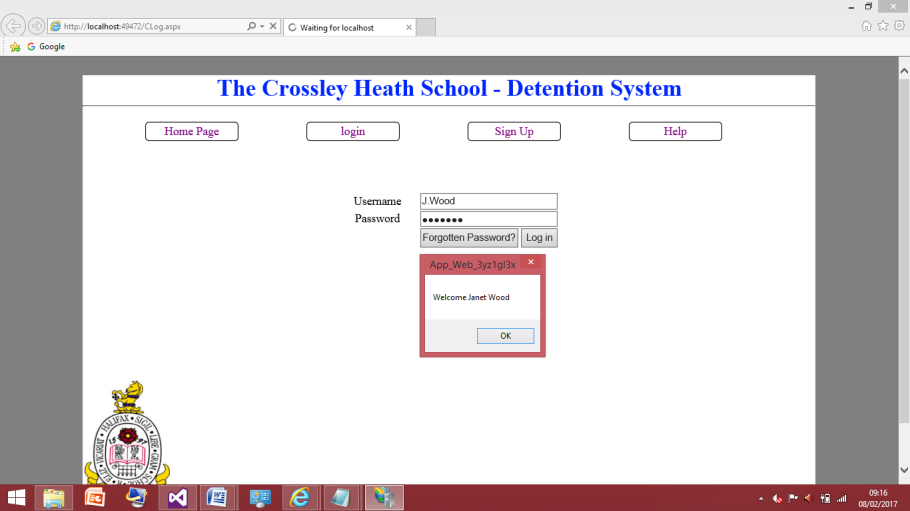 http://localhost:49472/CLog.aspx
Waiting for localhost
Google
The Crossley Heath School - Detention System
Home Page
login
Sign Up
Help
Username
J.Wood
Password
Forgotten Password?
Log in
App_Web_3yz1gl3x
Welcome Janet Wood
OK
HALIFAX
09:16
08/02/2017